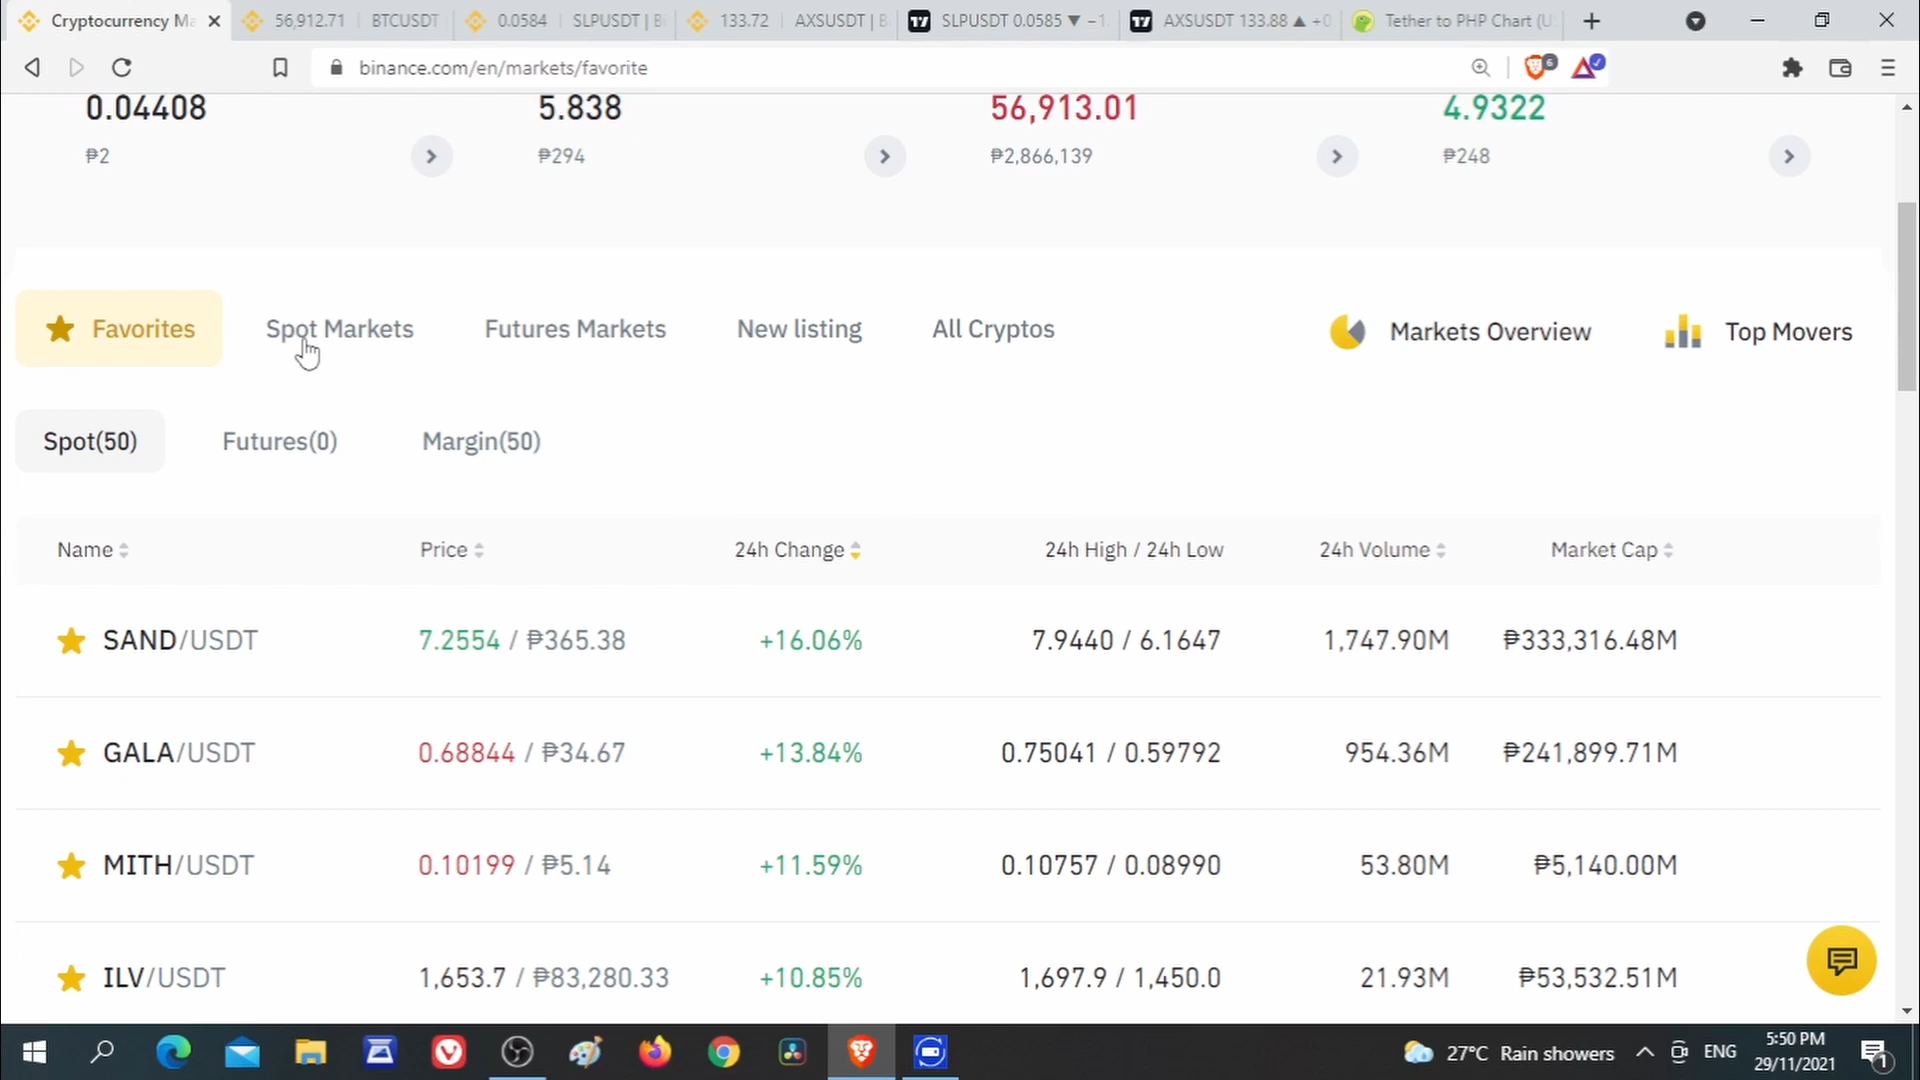 Cryptocurrency Ma
56,912.71 BTCUSDT
0.0584 SLPUSDT | B
133.72 AXSUSDT | B
SLPUSDT 0.0585 ▼ −1.
AXSUSDT 133.88 ▲ +0
Tether to PHP Chart (U
binance.com/en/markets/favorite
6
0.04408
5.838
56,913.01
4.9322
₱2
₱294
₱2,866,139
₱248
Favorites
Spot Markets
Futures Markets
New listing
All Cryptos
Markets Overview
Top Movers
Spot(50)
Futures(0)
Margin(50)
Name Price 24h Change 24h High / 24h Low 24h Volume Market Cap
SAND/USDT 7.2554 / ₱365.38 +16.06% 7.9440 / 6.1647 1,747.90M ₱333,316.48M
GALA/USDT 0.68844 / ₱34.67 +13.84% 0.75041 / 0.59792 954.36M ₱241,899.71M
MITH/USDT 0.10199 / ₱5.14 +11.59% 0.10757 / 0.08990 53.80M ₱5,140.00M
ILV/USDT 1,653.7 / ₱83,280.33 +10.85% 1,697.9 / 1,450.0 21.93M ₱53,532.51M
27°C Rain showers
ENG
5:50 PM
29/11/2021
1